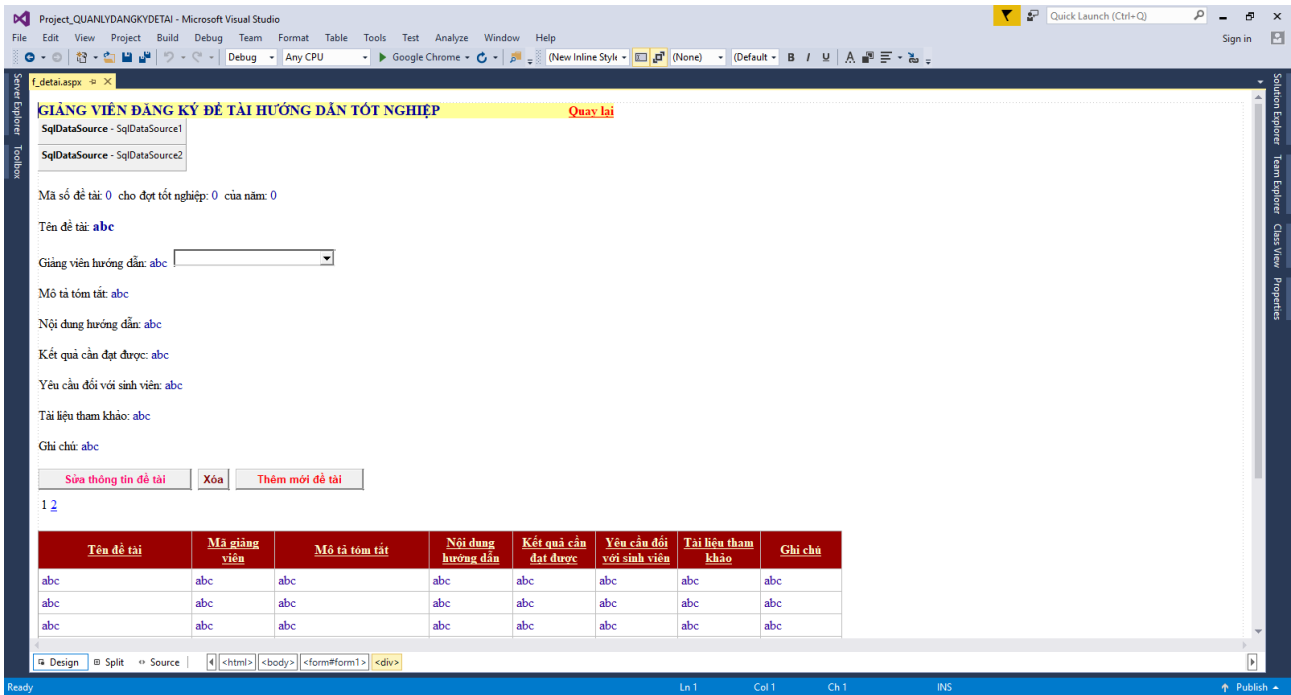 Project_QUANLYDANGKYDETAI - Microsoft Visual Studio
Quick Launch (Ctrl+Q)
File Edit View Project Build Debug Team Format Table Tools Test Analyze Window Help
Sign in
Debug Any CPU Google Chrome (New Inline Style (None) (Default B I U A
Server Explorer
Toolbox
f_detai.aspx
Solution Explorer
Team Explorer
Class View
Properties
GIẢNG VIÊN ĐĂNG KÝ ĐỀ TÀI HƯỚNG DẪN TỐT NGHIỆP Quay lại
SqlDataSource - SqlDataSource1
SqlDataSource - SqlDataSource2
Mã số đề tài: 0 cho đợt tốt nghiệp: 0 của năm: 0
Tên đề tài: abc
Giảng viên hướng dẫn: abc
Mô tả tóm tắt: abc
Nội dung hướng dẫn: abc
Kết quả cần đạt được: abc
Yêu cầu đối với sinh viên: abc
Tài liệu tham khảo: abc
Ghi chú: abc
Sửa thông tin đề tài Xóa Thêm mới đề tài
1 2
Tên đề tài Mã giảng viên Mô tả tóm tắt Nội dung hướng dẫn Kết quả cần đạt được Yêu cầu đối với sinh viên Tài liệu tham khảo Ghi chú
abc abc abc abc abc abc abc abc
abc abc abc abc abc abc abc abc
abc abc abc abc abc abc abc abc
Design Split Source <html> <body> <form#form1> <div>
Ready Ln 1 Col 1 Ch 1 INS Publish